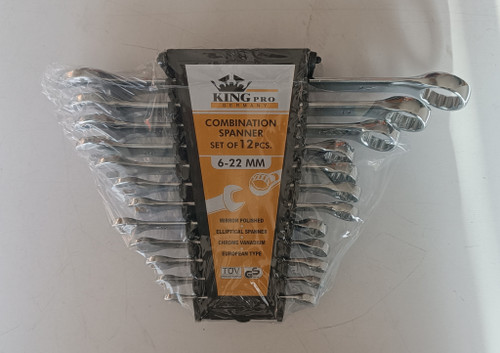 KING PRO
GERMANY
COMBINATION
SPANNER
SET OF 12 PCS.
6-22 MM
MIRROR POLISHED
ELLIPTICAL SPANNER
CHROME VANADIUM
EUROPEAN TYPE
TÜV
GS